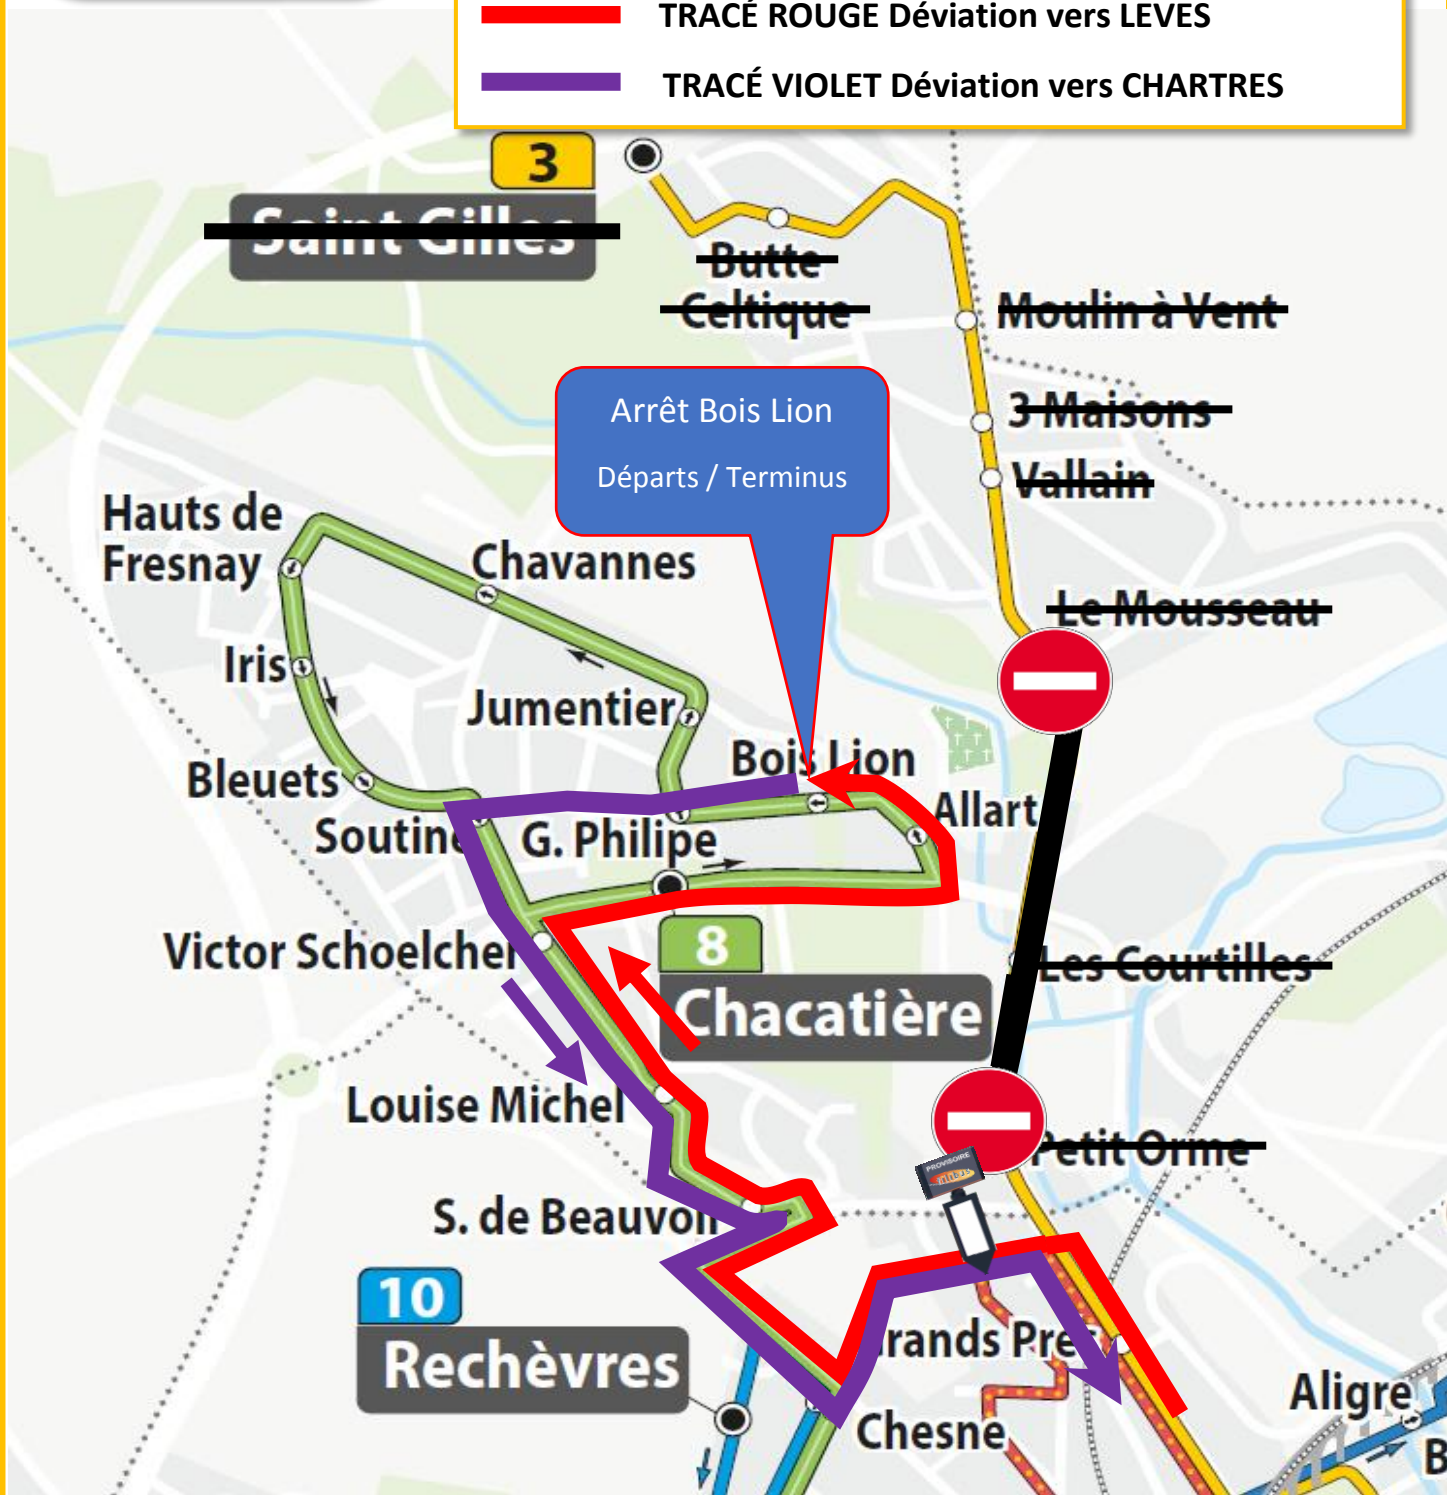 TRACÉ ROUGE Déviation vers LEVES
TRACÉ VIOLET Déviation vers CHARTRES
3
Saint Gilles
Butte
Celtique
Moulin à Vent
Arrêt Bois Lion
Départs / Terminus
3 Maisons
Vallain
Hauts de
Fresnay
Chavannes
Le Mousseau
Iris
Jumentier
Bois Lion
Bleuets
Allart
Soutine
G. Philipe
Victor Schoelcher
8
Chacatière
Les Courtilles
Louise Michel
Petit Orme
PROVISOIRE
S. de Beauvoir
10
Rechèvres
Grands Prés
Aligre
Chesne
B